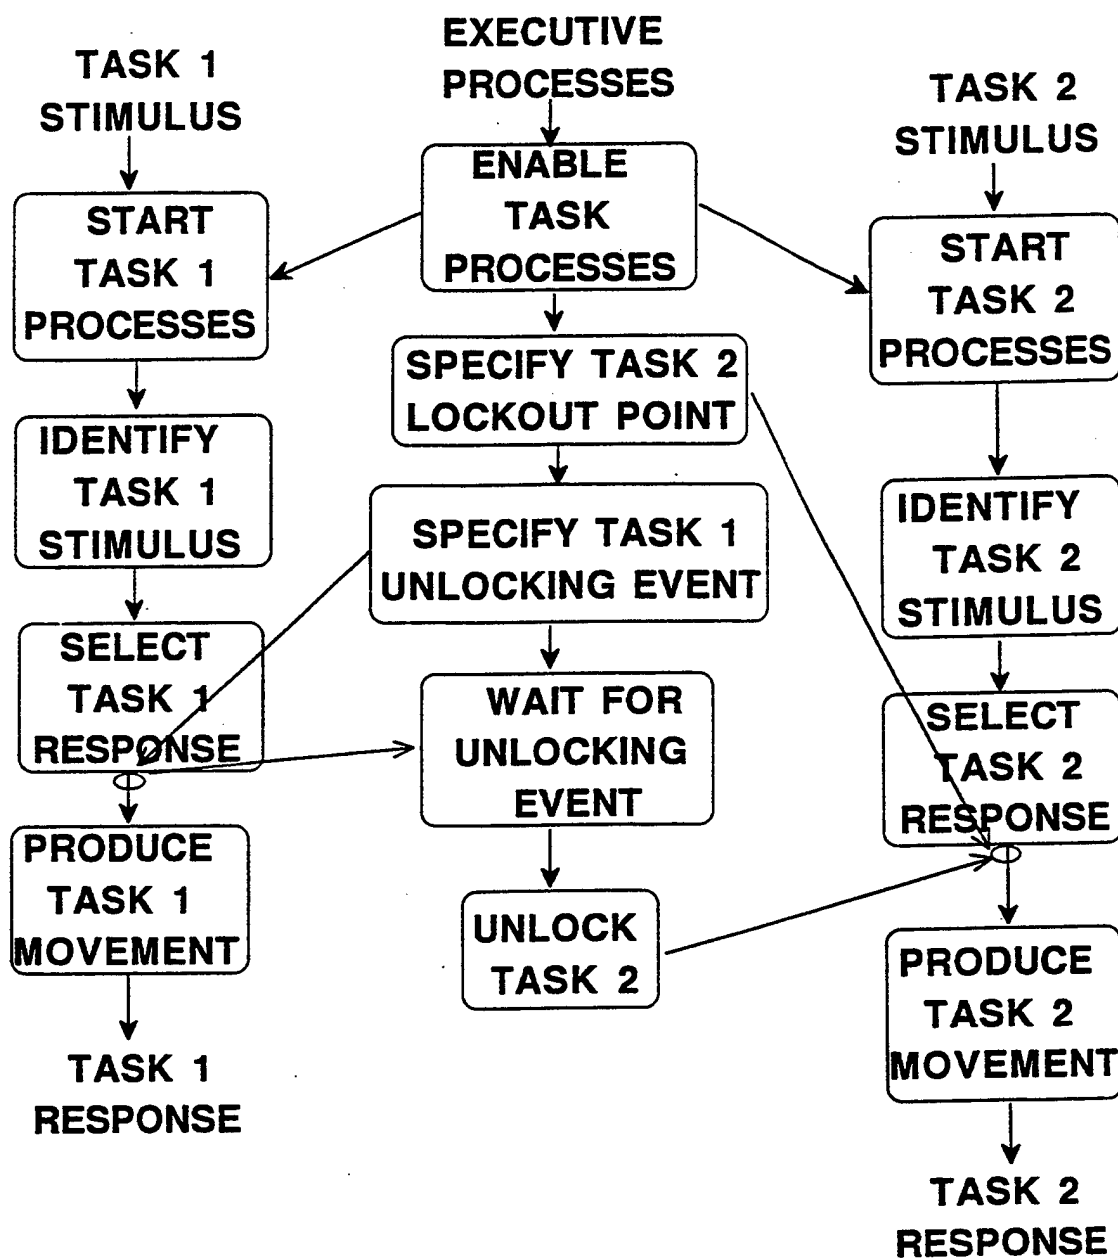 TASK 1
STIMULUS
START
TASK 1
PROCESSES
IDENTIFY
TASK 1
STIMULUS
SELECT
TASK 1
RESPONSE
PRODUCE
TASK 1
MOVEMENT
TASK 1
RESPONSE
EXECUTIVE
PROCESSES
ENABLE
TASK
PROCESSES
SPECIFY TASK 2
LOCKOUT POINT
SPECIFY TASK 1
UNLOCKING EVENT
WAIT FOR
UNLOCKING
EVENT
UNLOCK
TASK 2
TASK 2
STIMULUS
START
TASK 2
PROCESSES
IDENTIFY
TASK 2
STIMULUS
SELECT
TASK 2
RESPONSE
PRODUCE
TASK 2
MOVEMENT
TASK 2
RESPONSE